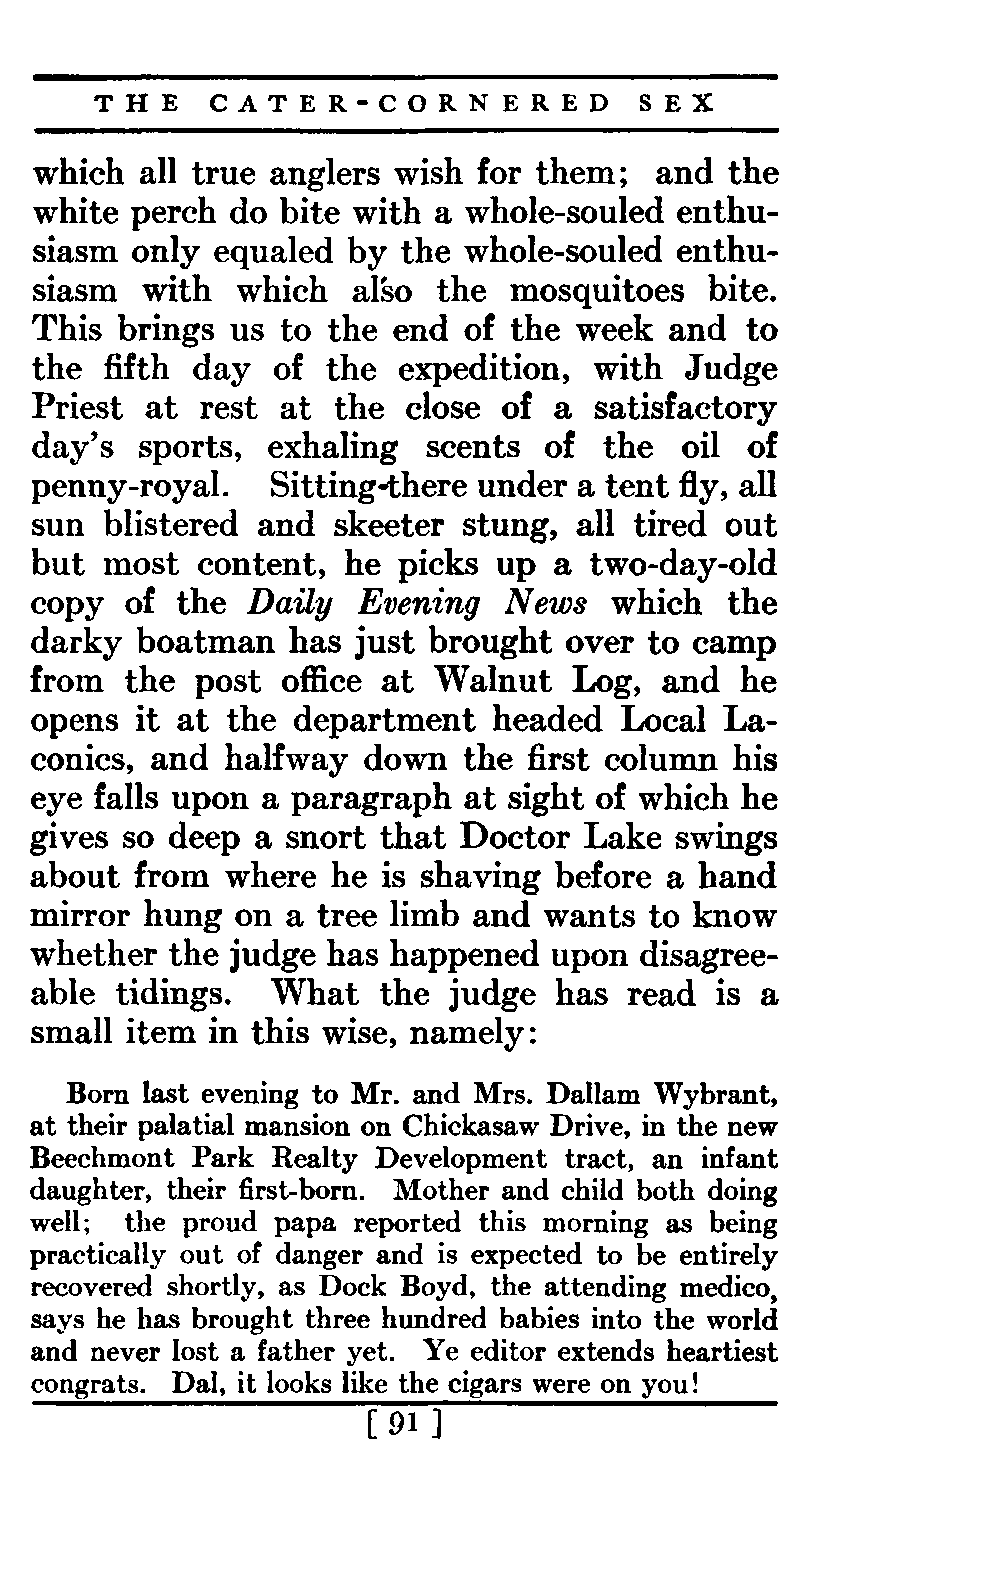 THE CATER-CORNERED SEX
which all true anglers wish for them; and the
white perch do bite with a whole-souled enthu-
siasm only equaled by the whole-souled enthu-
siasm with which also the mosquitoes bite.
This brings us to the end of the week and to
the fifth day of the expedition, with Judge
Priest at rest at the close of a satisfactory
day's sports, exhaling scents of the oil of
penny-royal. Sitting there under a tent fly, all
sun blistered and skeeter stung, all tired out
but most content, he picks up a two-day-old
copy of the Daily Evening News which the
darky boatman has just brought over to camp
from the post office at Walnut Log, and he
opens it at the department headed Local La-
conics, and halfway down the first column his
eye falls upon a paragraph at sight of which he
gives so deep a snort that Doctor Lake swings
about from where he is shaving before a hand
mirror hung on a tree limb and wants to know
whether the judge has happened upon disagree-
able tidings. What the judge has read is a
small item in this wise, namely:
Born last evening to Mr. and Mrs. Dallam Wybrant,
at their palatial mansion on Chickasaw Drive, in the new
Beechmont Park Realty Development tract, an infant
daughter, their first-born. Mother and child both doing
well; the proud papa reported this morning as being
practically out of danger and is expected to be entirely
recovered shortly, as Dock Boyd, the attending medico,
says he has brought three hundred babies into the world
and never lost a father yet. Ye editor extends heartiest
congrats. Dal, it looks like the cigars were on you!
[ 91 ]